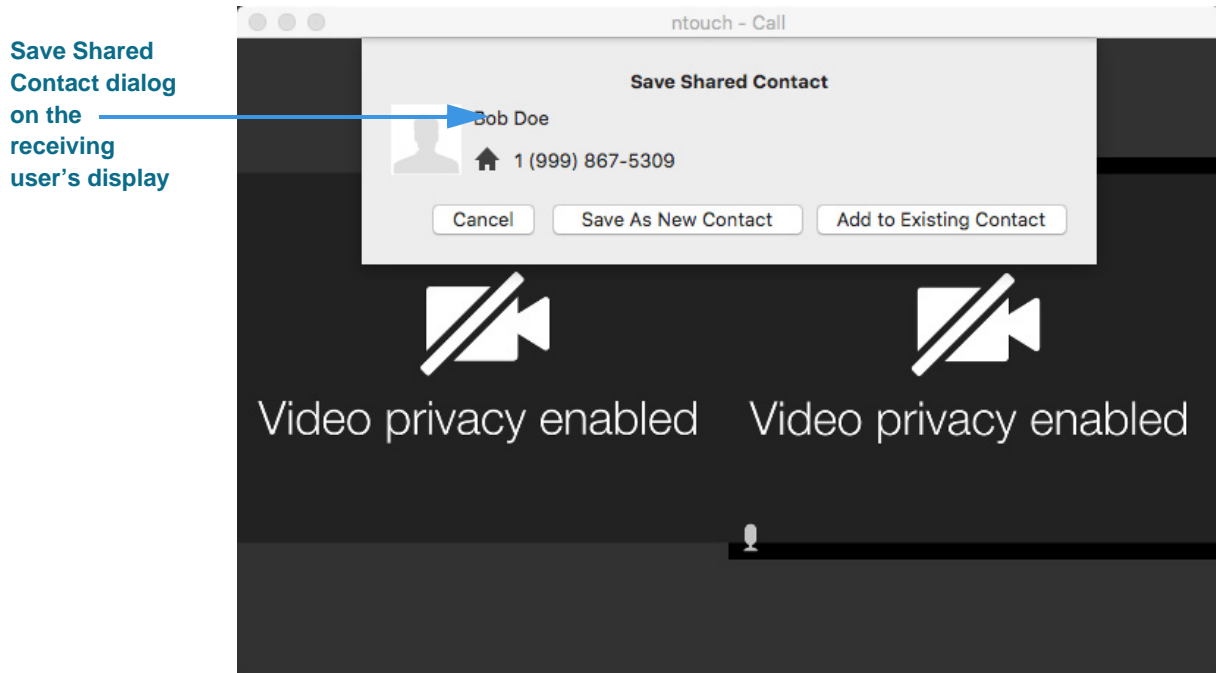 ntouch - Call
Save Shared
Contact dialog
on the
receiving
user’s display
Save Shared Contact
Bob Doe
1 (999) 867-5309
Cancel
Save As New Contact
Add to Existing Contact
Video privacy enabled
Video privacy enabled